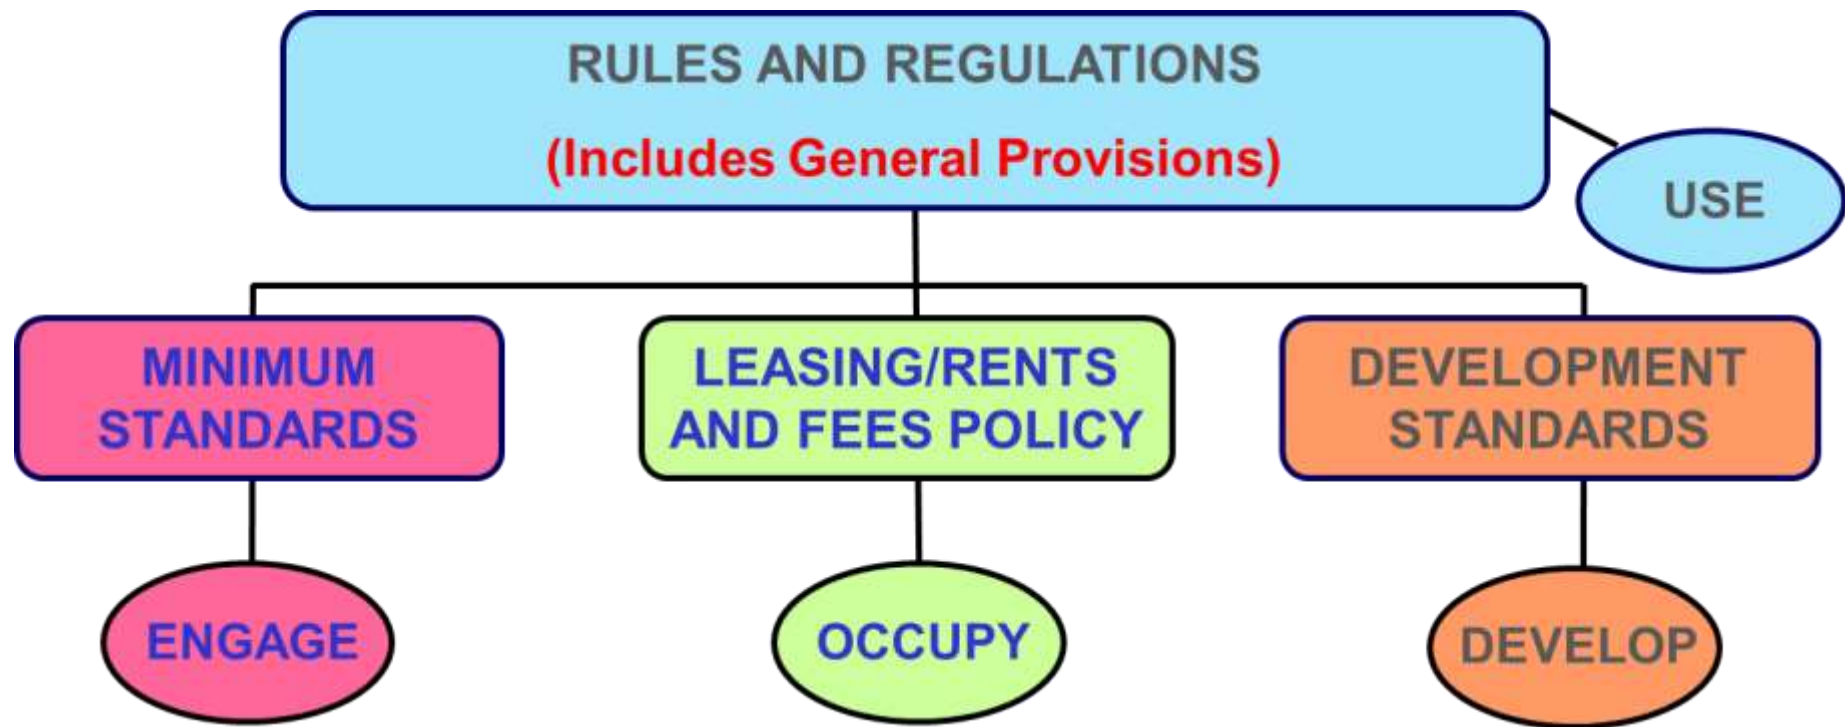 RULES AND REGULATIONS
(Includes General Provisions)
USE
MINIMUM
STANDARDS
LEASING/RENTS
AND FEES POLICY
DEVELOPMENT
STANDARDS
ENGAGE
OCCUPY
DEVELOP